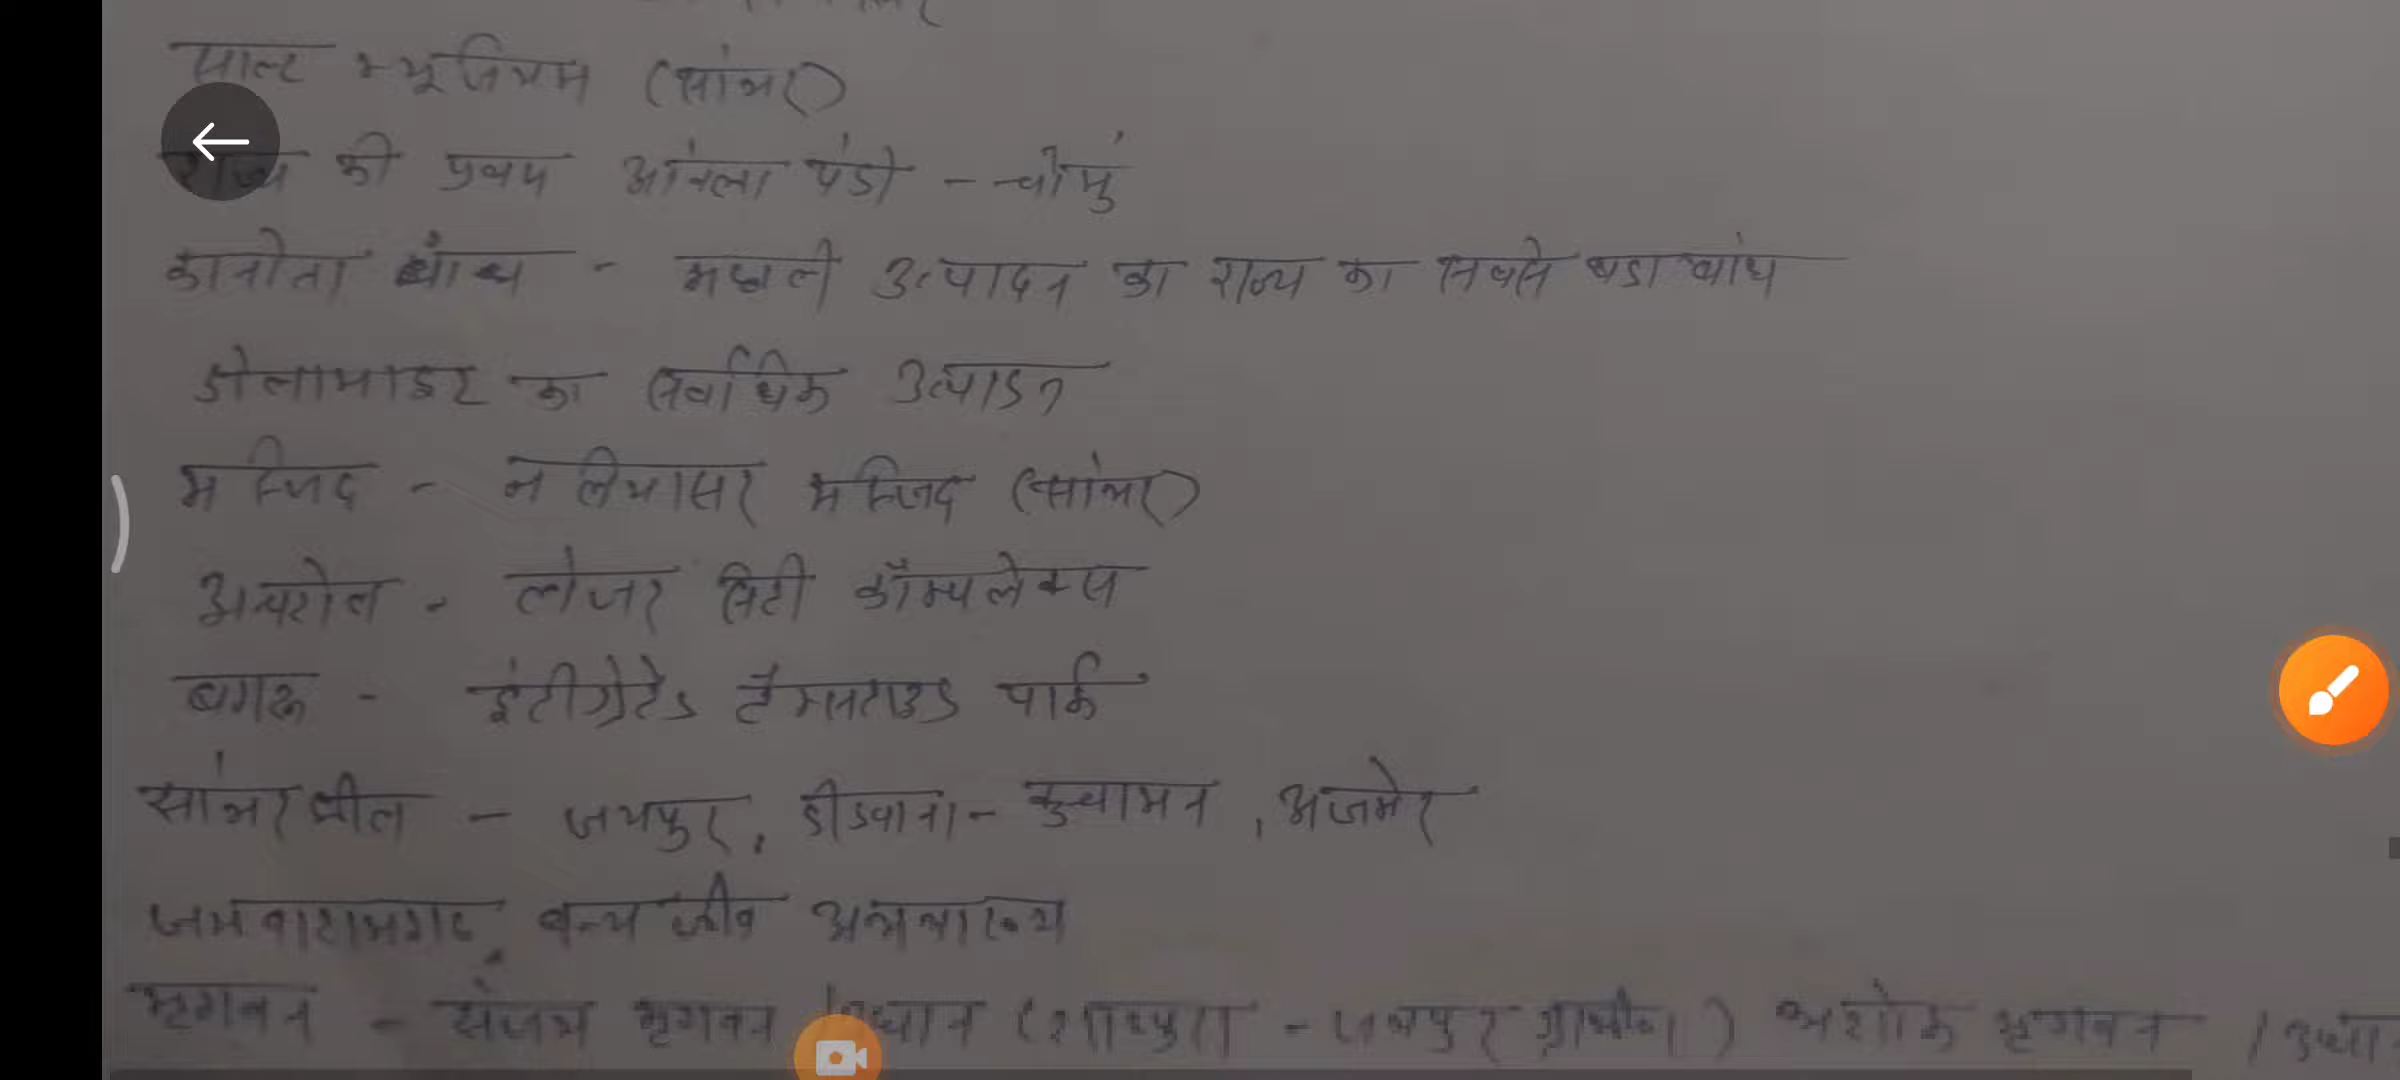 साल्ट म्यूजियम (सांभर)
राज्य की प्रथम आंवला मंडी - चौमुं
कानोता बाँध - मछली उत्पादन का राज्य का सबसे बडा बांध
डोलामाइट का सर्वाधिक उत्पादन
मस्जिद - नलियासर मस्जिद (सांभर)
अचरोल - लेजर सिटी कॉम्पलेक्स
बगरू - इंटीग्रेटेड टैक्सटाइड पार्क
सांभर झील - जयपुर, डीडवाना - कुचामन, अजमेर
जमवारामगढ वन्य जीव अभयारण्य
मृगवन - संजय मृगवन (शाहपुरा - जयपुर ग्रामीण) अशोक मृगवन